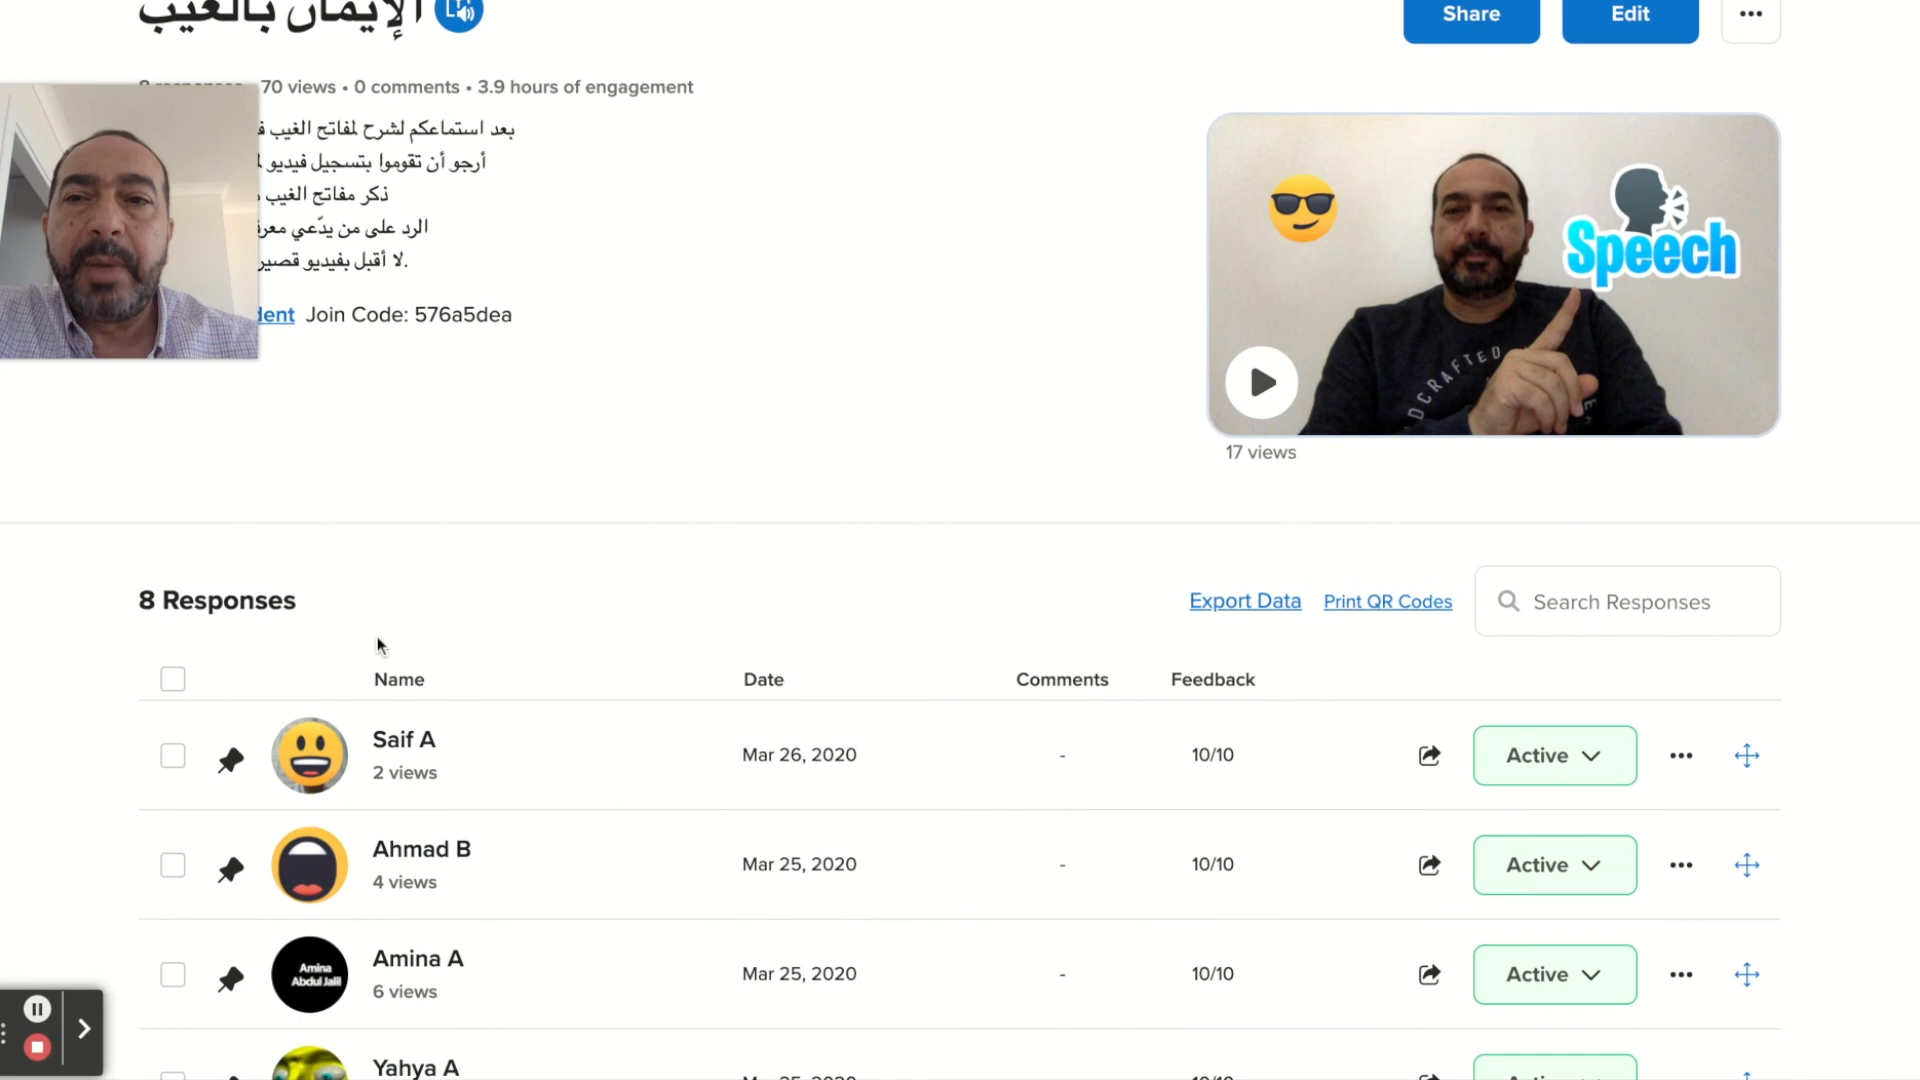 الإيمان بالغيب
Share
Edit
70 views • 0 comments • 3.9 hours of engagement
بعد استماعكم لشرح لمفاتح الغيب
أرجو أن تقوموا بتسجيل فيديو
ذكر مفاتح الغيب
الرد على من يدّعي
لا أقبل بفيديو قصير.
Join Code: 576a5dea
Speech
17 views
8 Responses
Export Data
Print QR Codes
Search Responses
Name Date Comments Feedback
Saif A
2 views
Mar 26, 2020 - 10/10 Active
Ahmad B
4 views
Mar 25, 2020 - 10/10 Active
Amina Abdul Jalil
Amina A
6 views
Mar 25, 2020 - 10/10 Active
Yahya A